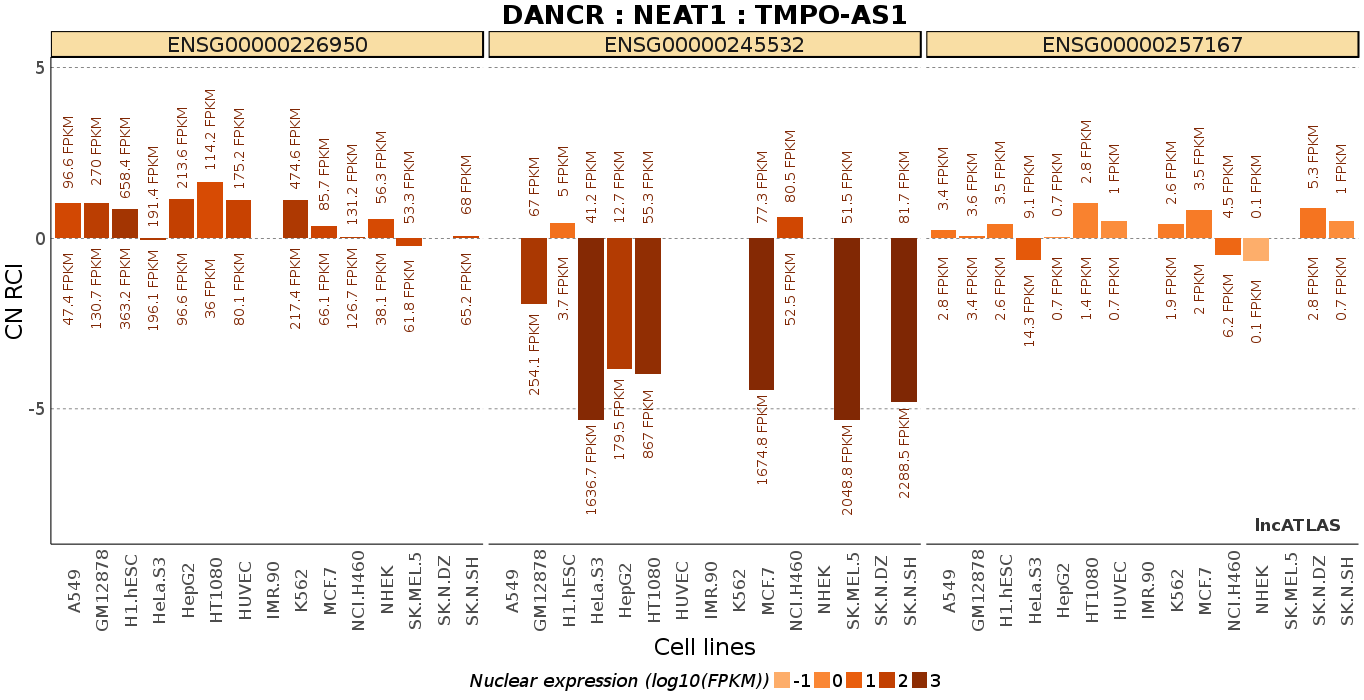 DANCR : NEAT1 : TMPO-AS1
ENSG00000226950 ENSG00000245532 ENSG00000257167
CN RCI
5
0
-5
96.6 FPKM 270 FPKM 658.4 FPKM 191.4 FPKM 213.6 FPKM 114.2 FPKM 175.2 FPKM 474.6 FPKM 85.7 FPKM 131.2 FPKM 56.3 FPKM 53.3 FPKM 68 FPKM
47.4 FPKM 130.7 FPKM 363.2 FPKM 196.1 FPKM 96.6 FPKM 36 FPKM 80.1 FPKM 217.4 FPKM 66.1 FPKM 126.7 FPKM 38.1 FPKM 61.8 FPKM 65.2 FPKM
67 FPKM 5 FPKM 41.2 FPKM 12.7 FPKM 55.3 FPKM 77.3 FPKM 80.5 FPKM 51.5 FPKM 81.7 FPKM
254.1 FPKM 3.7 FPKM 1636.7 FPKM 179.5 FPKM 867 FPKM 1674.8 FPKM 52.5 FPKM 2048.8 FPKM 2288.5 FPKM
3.4 FPKM 3.6 FPKM 3.5 FPKM 9.1 FPKM 0.7 FPKM 2.8 FPKM 1 FPKM 2.6 FPKM 3.5 FPKM 4.5 FPKM 0.1 FPKM 5.3 FPKM 1 FPKM
2.8 FPKM 3.4 FPKM 2.6 FPKM 14.3 FPKM 0.7 FPKM 1.4 FPKM 0.7 FPKM 1.9 FPKM 2 FPKM 6.2 FPKM 0.1 FPKM 2.8 FPKM 0.7 FPKM
lncATLAS
A549 GM12878 H1.hESC HeLa.S3 HepG2 HT1080 HUVEC IMR.90 K562 MCF.7 NCI.H460 NHEK SK.MEL.5 SK.N.DZ SK.N.SH
A549 GM12878 H1.hESC HeLa.S3 HepG2 HT1080 HUVEC IMR.90 K562 MCF.7 NCI.H460 NHEK SK.MEL.5 SK.N.DZ SK.N.SH
A549 GM12878 H1.hESC HeLa.S3 HepG2 HT1080 HUVEC IMR.90 K562 MCF.7 NCI.H460 NHEK SK.MEL.5 SK.N.DZ SK.N.SH
Cell lines
Nuclear expression (log10(FPKM)) -1 0 1 2 3